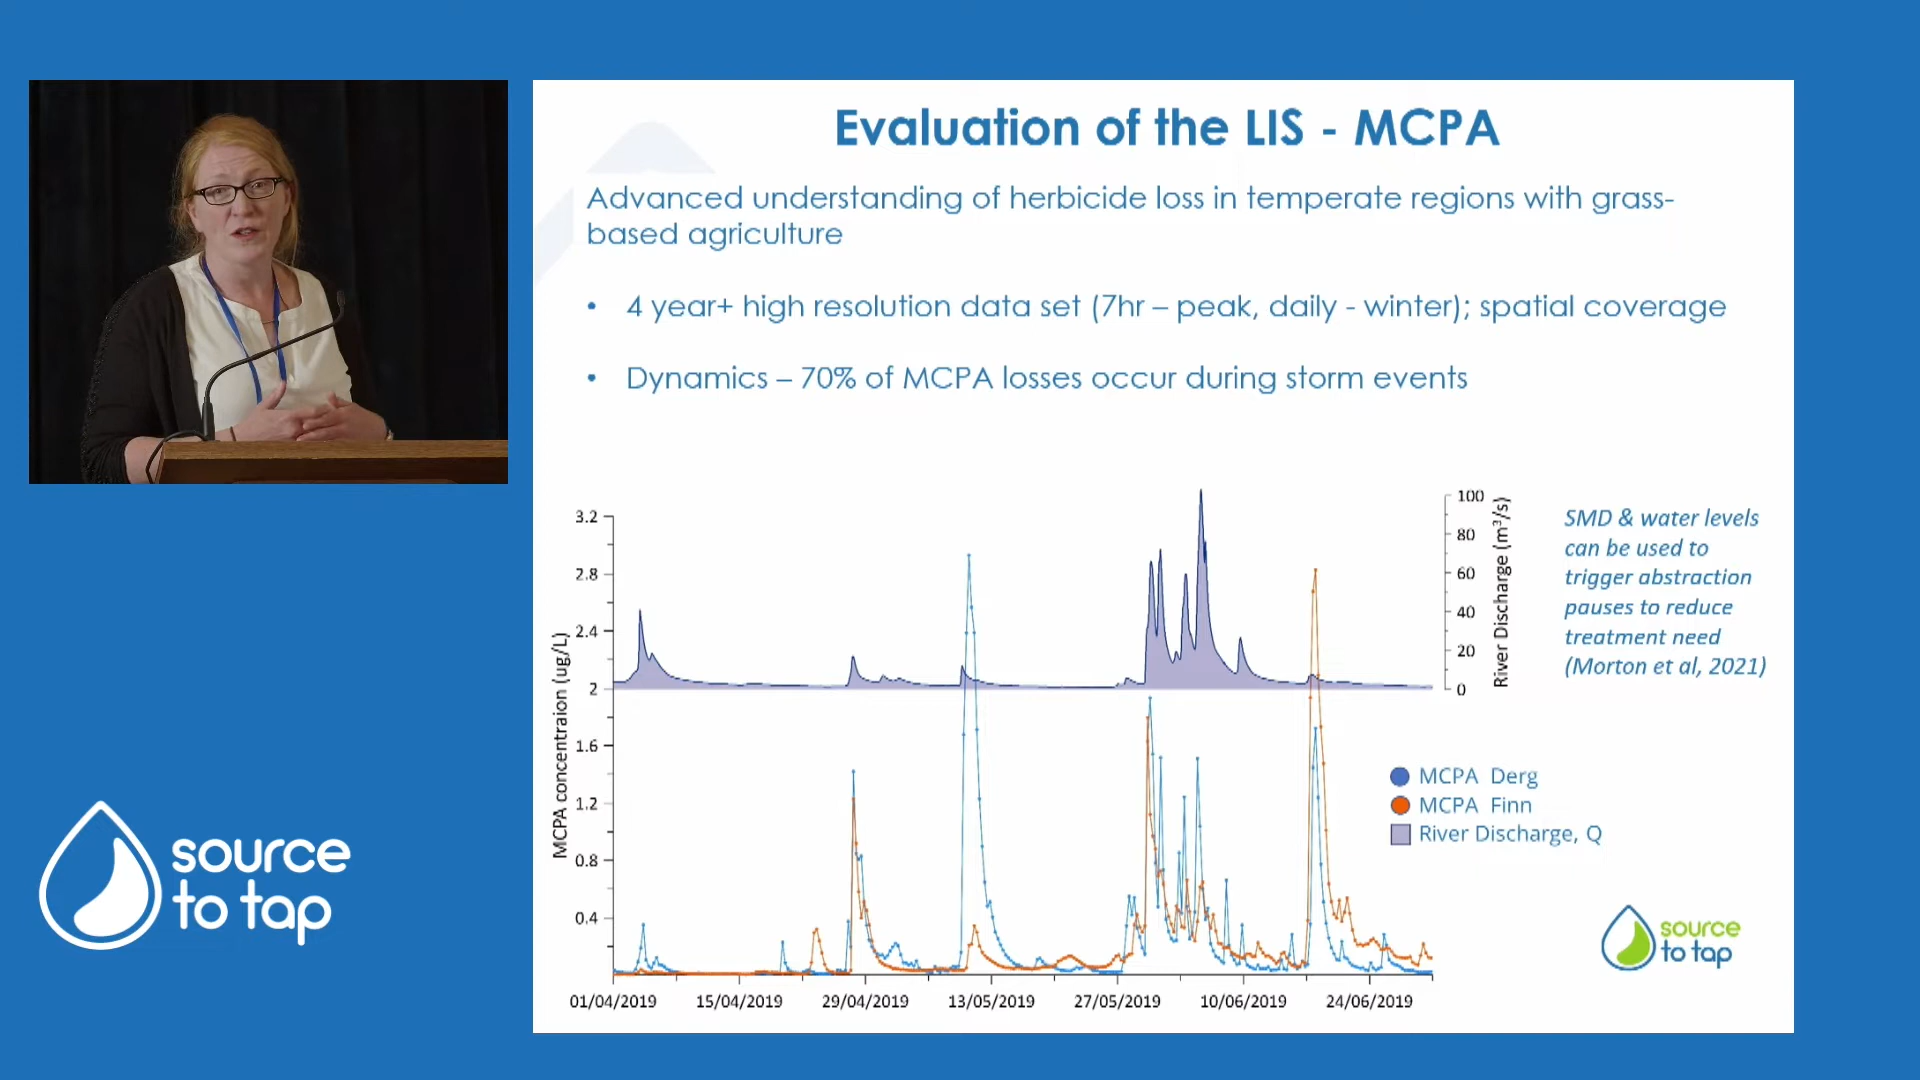 Evaluation of the LIS - MCPA
Advanced understanding of herbicide loss in temperate regions with grass-
based agriculture
• 4 year+ high resolution data set (7hr – peak, daily - winter); spatial coverage
• Dynamics – 70% of MCPA losses occur during storm events
MCPA concentraion (ug/L)
3.2
2.8
2.4
2
1.6
1.2
0.8
0.4
01/04/2019 15/04/2019 29/04/2019 13/05/2019 27/05/2019 10/06/2019 24/06/2019
100
80
60
40
20
0
River Discharge (m³/s)
SMD & water levels
can be used to
trigger abstraction
pauses to reduce
treatment need
(Morton et al, 2021)
MCPA Derg
MCPA Finn
River Discharge, Q
source
to tap
source
to tap